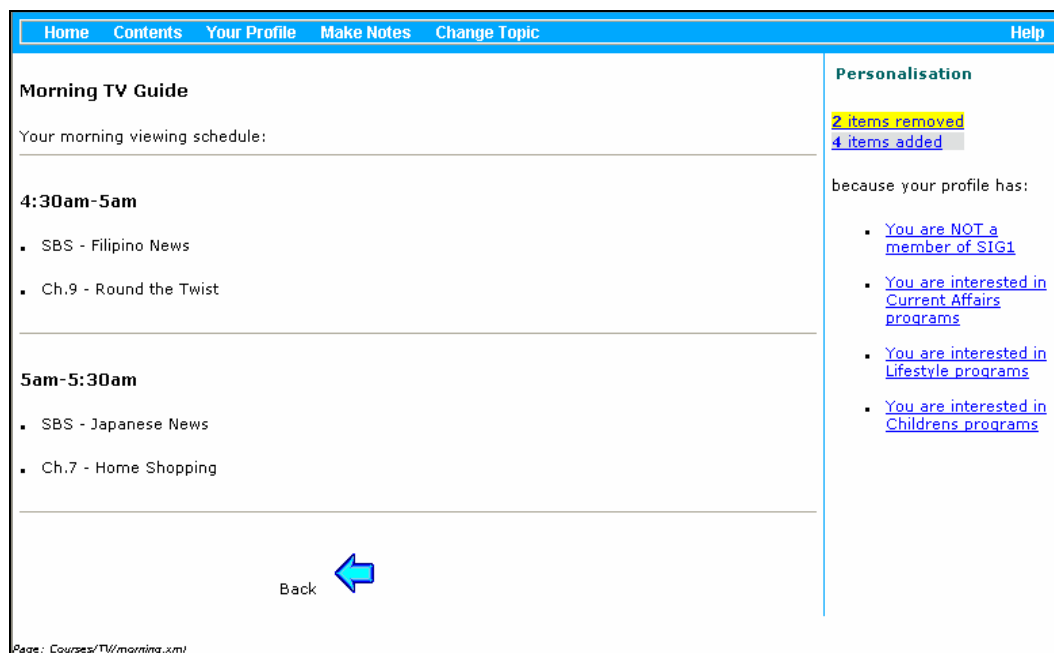 Home Contents Your Profile Make Notes Change Topic Help
Morning TV Guide
Your morning viewing schedule:
4:30am-5am
SBS - Filipino News
Ch.9 - Round the Twist
5am-5:30am
SBS - Japanese News
Ch.7 - Home Shopping
Back
Page: Courses/TV/morning.xml
Personalisation
2 items removed
4 items added
because your profile has:
You are NOT a
member of SIG1
You are interested in
Current Affairs
programs
You are interested in
Lifestyle programs
You are interested in
Childrens programs